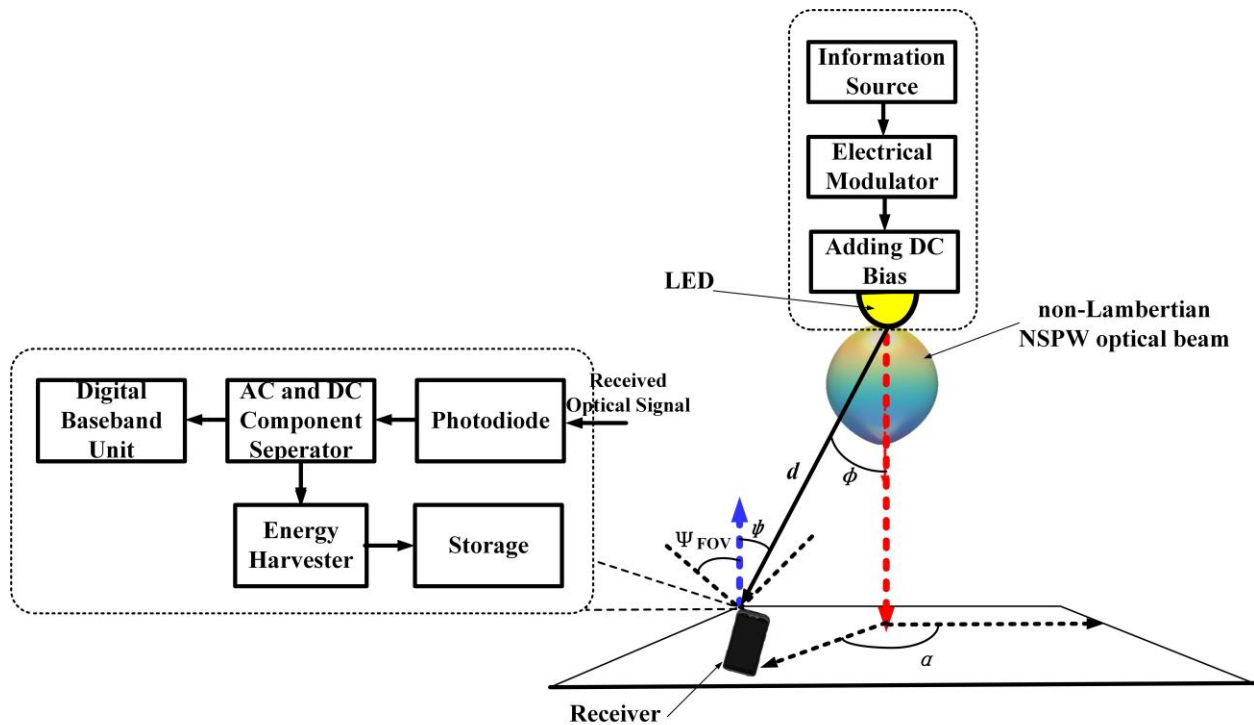 Information
Source
Electrical
Modulator
Adding DC
Bias
LED
non-Lambertian
NSPW optical beam
Digital
Baseband
Unit
AC and DC
Component
Seperator
Photodiode
Received
Optical Signal
Energy
Harvester
Storage
d
ϕ
Ψ FOV
ψ
α
Receiver